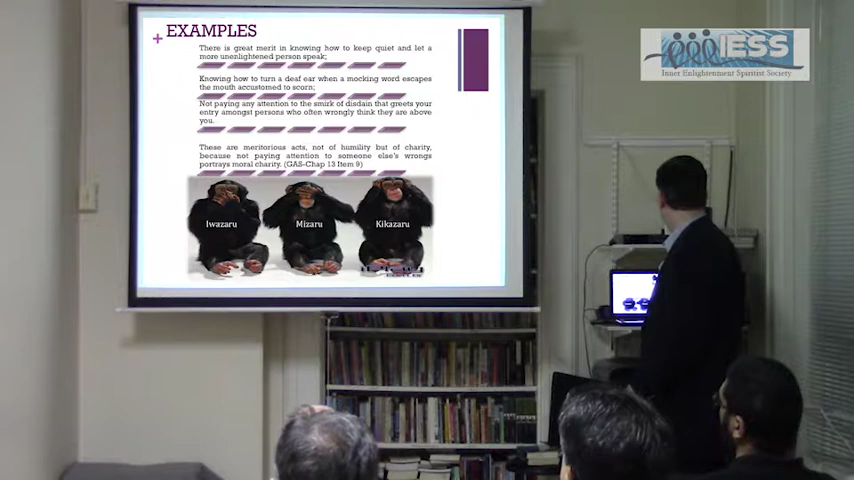 EXAMPLES
There is great merit in knowing how to keep quiet and let a
more unenlightened person speak;
Knowing how to turn a deaf ear when a mocking word escapes
the mouth accustomed to scorn;
Not paying any attention to the smirk of disdain that greets your
entry amongst persons who often wrongly think they are above
you.
These are meritorious acts, not of humility but of charity,
because not paying attention to someone else's wrongs
portrays moral charity. (GAS-Chap 13 Item 9)
Iwazaru
Mizaru
Kikazaru
IESS
Inner Enlightenment Spiritist Society